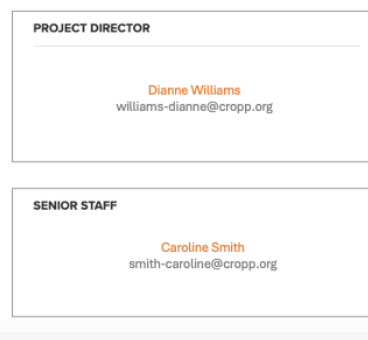 PROJECT DIRECTOR
Dianne Williams
williams-dianne@cropp.org
SENIOR STAFF
Caroline Smith
smith-caroline@cropp.org